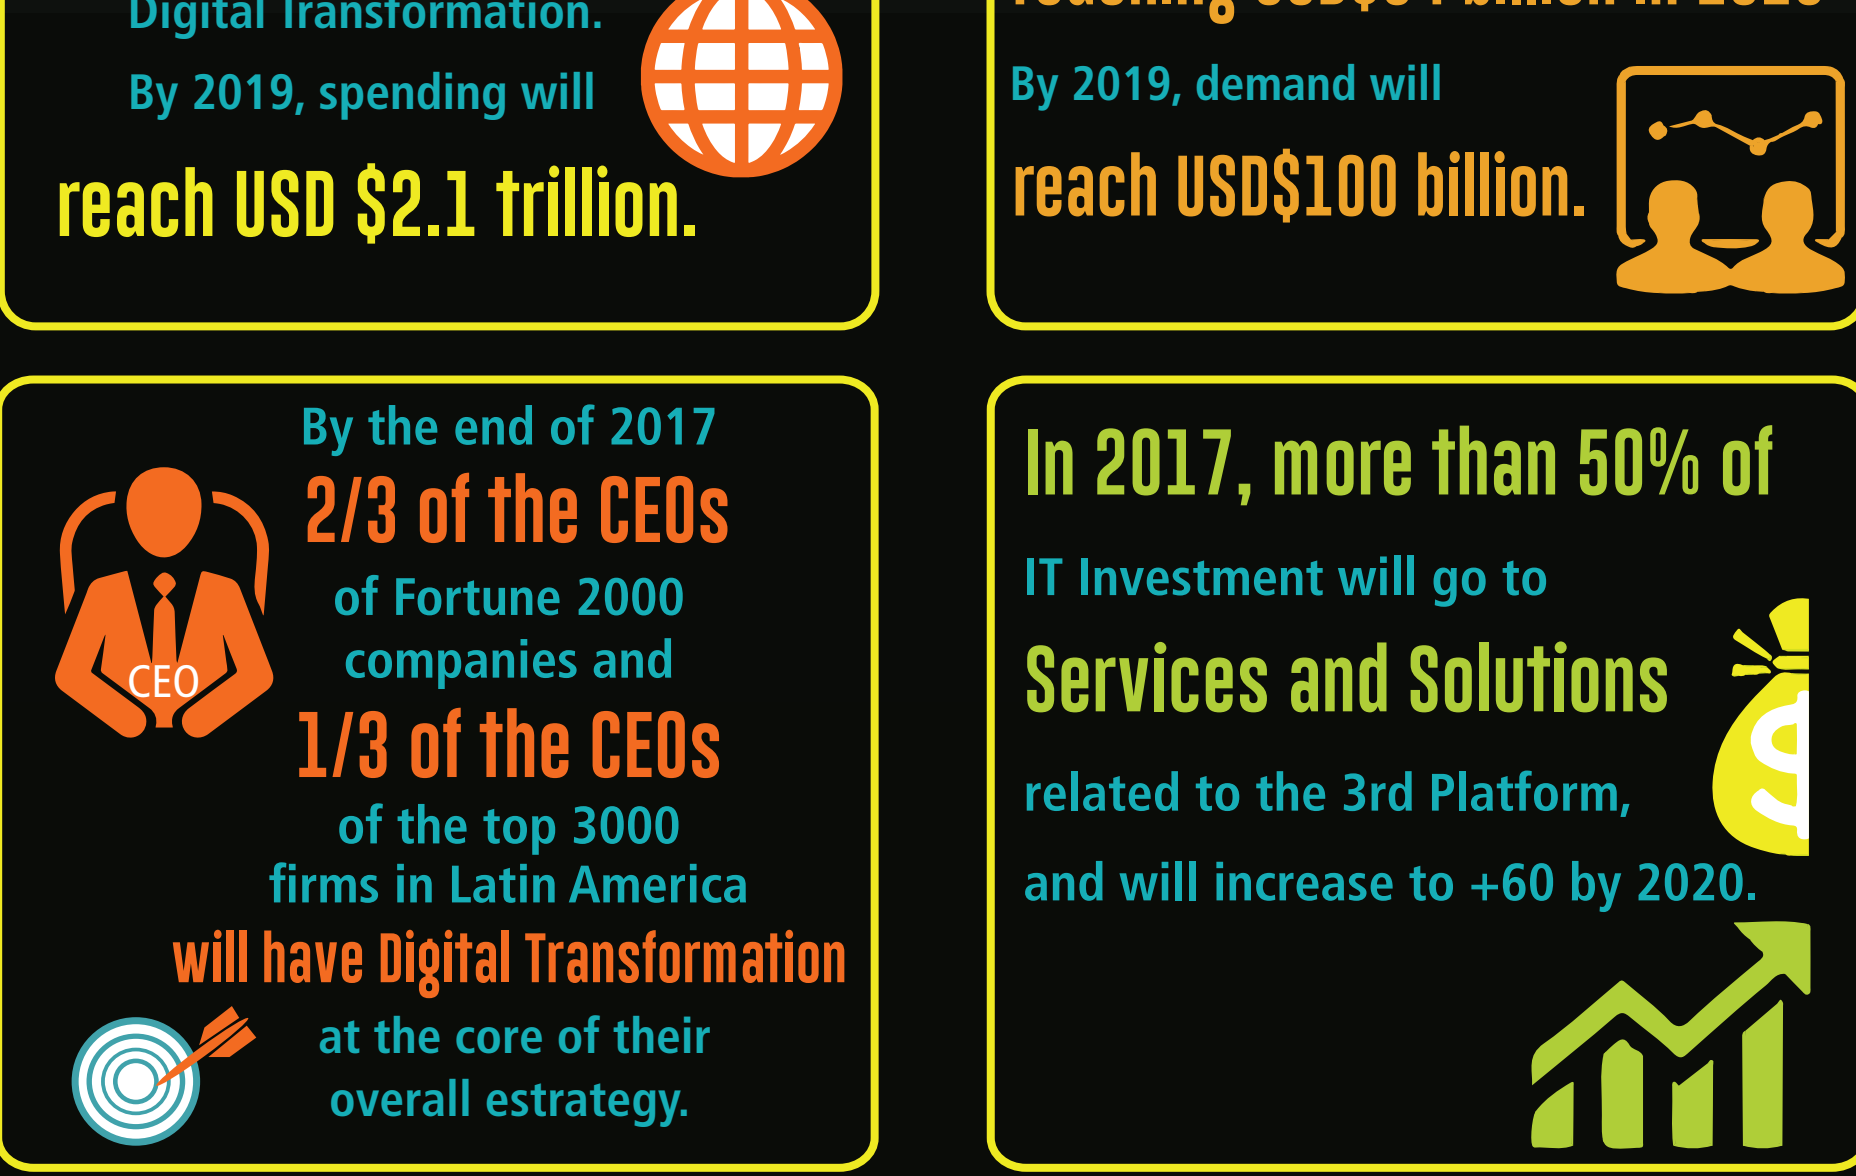 Digital Transformation.
By 2019, spending will
reach USD $2.1 trillion.
By 2019, demand will
reach USD$100 billion.
By the end of 2017
2/3 of the CEOs
of Fortune 2000
companies and
1/3 of the CEOs
of the top 3000
firms in Latin America
will have Digital Transformation
at the core of their
overall estrategy.
CEO
In 2017, more than 50% of
IT Investment will go to
Services and Solutions
related to the 3rd Platform,
and will increase to +60 by 2020.
$